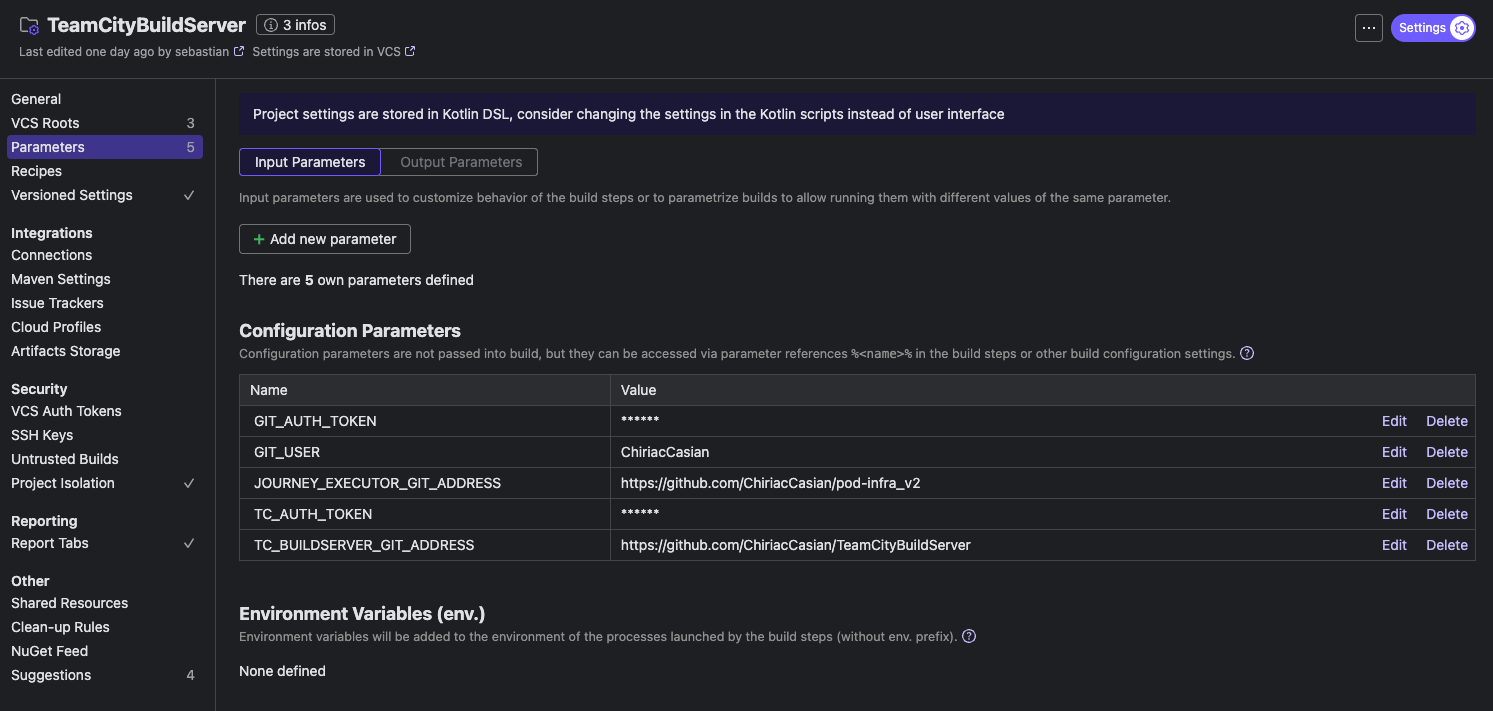 TeamCityBuildServer 3 infos
... Settings
Last edited one day ago by sebastian Settings are stored in VCS
General
VCS Roots 3
Parameters 5
Recipes
Versioned Settings
Integrations
Connections
Maven Settings
Issue Trackers
Cloud Profiles
Artifacts Storage
Security
VCS Auth Tokens
SSH Keys
Untrusted Builds
Project Isolation
Reporting
Report Tabs
Other
Shared Resources
Clean-up Rules
NuGet Feed
Suggestions 4
Project settings are stored in Kotlin DSL, consider changing the settings in the Kotlin scripts instead of user interface
Input Parameters Output Parameters
Input parameters are used to customize behavior of the build steps or to parametrize builds to allow running them with different values of the same parameter.
+ Add new parameter
There are 5 own parameters defined
Configuration Parameters
Configuration parameters are not passed into build, but they can be accessed via parameter references %<name>% in the build steps or other build configuration settings. ?
Name Value
GIT_AUTH_TOKEN ****** Edit Delete
GIT_USER ChiriacCasian Edit Delete
JOURNEY_EXECUTOR_GIT_ADDRESS https://github.com/ChiriacCasian/pod-infra_v2 Edit Delete
TC_AUTH_TOKEN ****** Edit Delete
TC_BUILDSERVER_GIT_ADDRESS https://github.com/ChiriacCasian/TeamCityBuildServer Edit Delete
Environment Variables (env.)
Environment variables will be added to the environment of the processes launched by the build steps (without env. prefix). ?
None defined